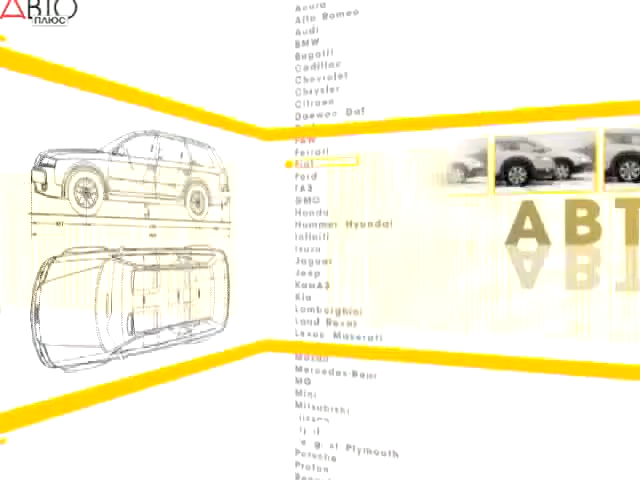 АВТО
ПЛЮС
Acura
Alfa Romeo
Audi
BMW
Bugatti
Cadillac
Chevrolet
Chrysler
Citroen
Daewoo Daf
FAW
Ferrari
Fiat
Ford
ГАЗ
GMC
Honda
Hummer Hyundai
Infiniti
Isuzu
Jaguar
Jeep
КамАЗ
Kia
Lamborghini
Land Rover
Lexus Maserati
Mazda
Mercedes-Benz
MG
Mini
Mitsubishi
Plymouth
Porsche
Proton
АВТ